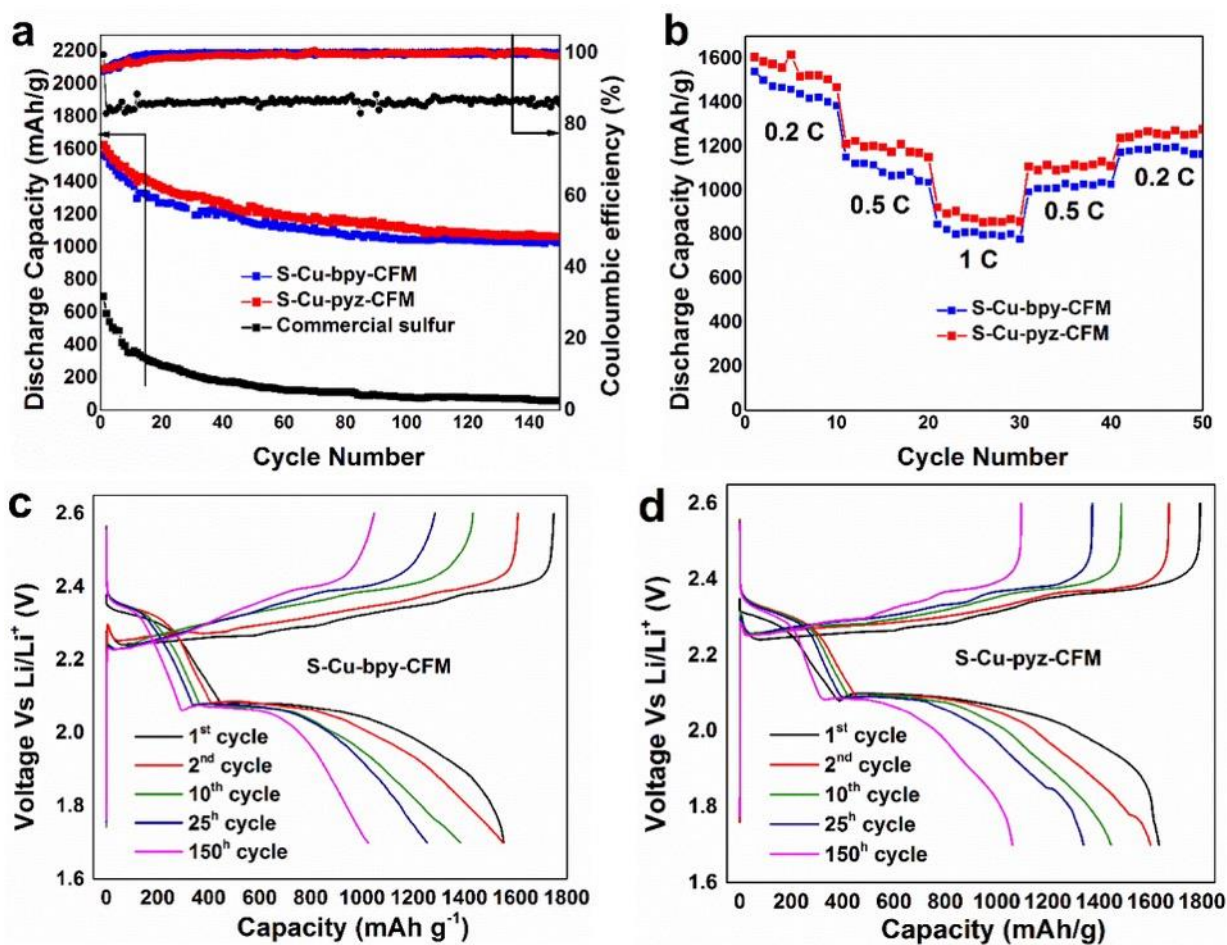 a
2200
2000
1800
1600
1400
1200
1000
800
600
400
200
0
Discharge Capacity (mAh/g)
100
80
60
40
20
0
Couloumbic efficiency (%)
S-Cu-bpy-CFM
S-Cu-pyz-CFM
Commercial sulfur
0 20 40 60 80 100 120 140
Cycle Number
b
1600
1400
1200
1000
800
600
400
200
0
Discharge Capacity (mAh/g)
0.2 C
0.5 C
1 C
0.5 C
0.2 C
S-Cu-bpy-CFM
S-Cu-pyz-CFM
0 10 20 30 40 50
Cycle Number
c
2.6
2.4
2.2
2.0
1.8
1.6
Voltage Vs Li/Li⁺ (V)
S-Cu-bpy-CFM
1st cycle
2nd cycle
10th cycle
25h cycle
150h cycle
0 200 400 600 800 1000 1200 1400 1600 1800
Capacity (mAh g⁻¹)
d
2.6
2.4
2.2
2.0
1.8
1.6
Voltage Vs Li/Li⁺ (V)
S-Cu-pyz-CFM
1st cycle
2nd cycle
10th cycle
25h cycle
150h cycle
0 200 400 600 800 1000 1200 1400 1600 1800
Capacity (mAh/g)